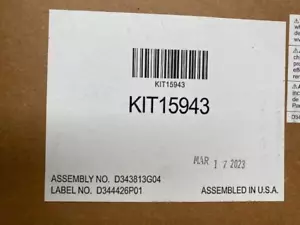 KIT15943
KIT15943
MAR 17 2023
ASSEMBLY NO. D343813G04
LABEL NO. D344426P01
ASSEMBLED IN U.S.A.